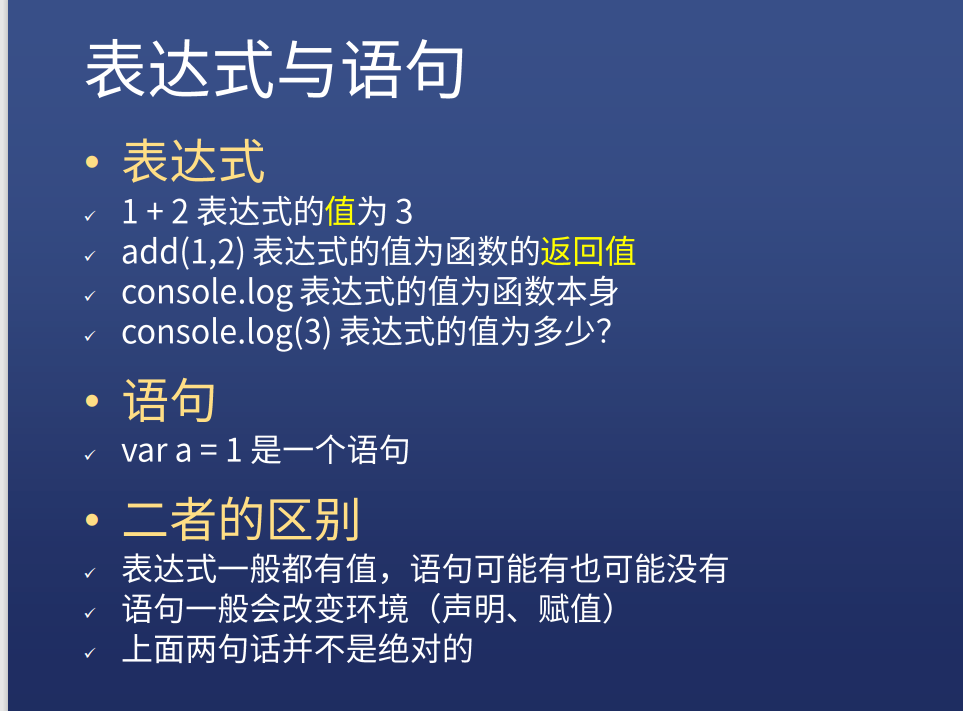 表达式与语句
• 表达式
✓ 1 + 2 表达式的值为 3
✓ add(1,2) 表达式的值为函数的返回值
✓ console.log 表达式的值为函数本身
✓ console.log(3) 表达式的值为多少？
• 语句
✓ var a = 1 是一个语句
• 二者的区别
✓ 表达式一般都有值，语句可能有也可能没有
✓ 语句一般会改变环境（声明、赋值）
✓ 上面两句话并不是绝对的